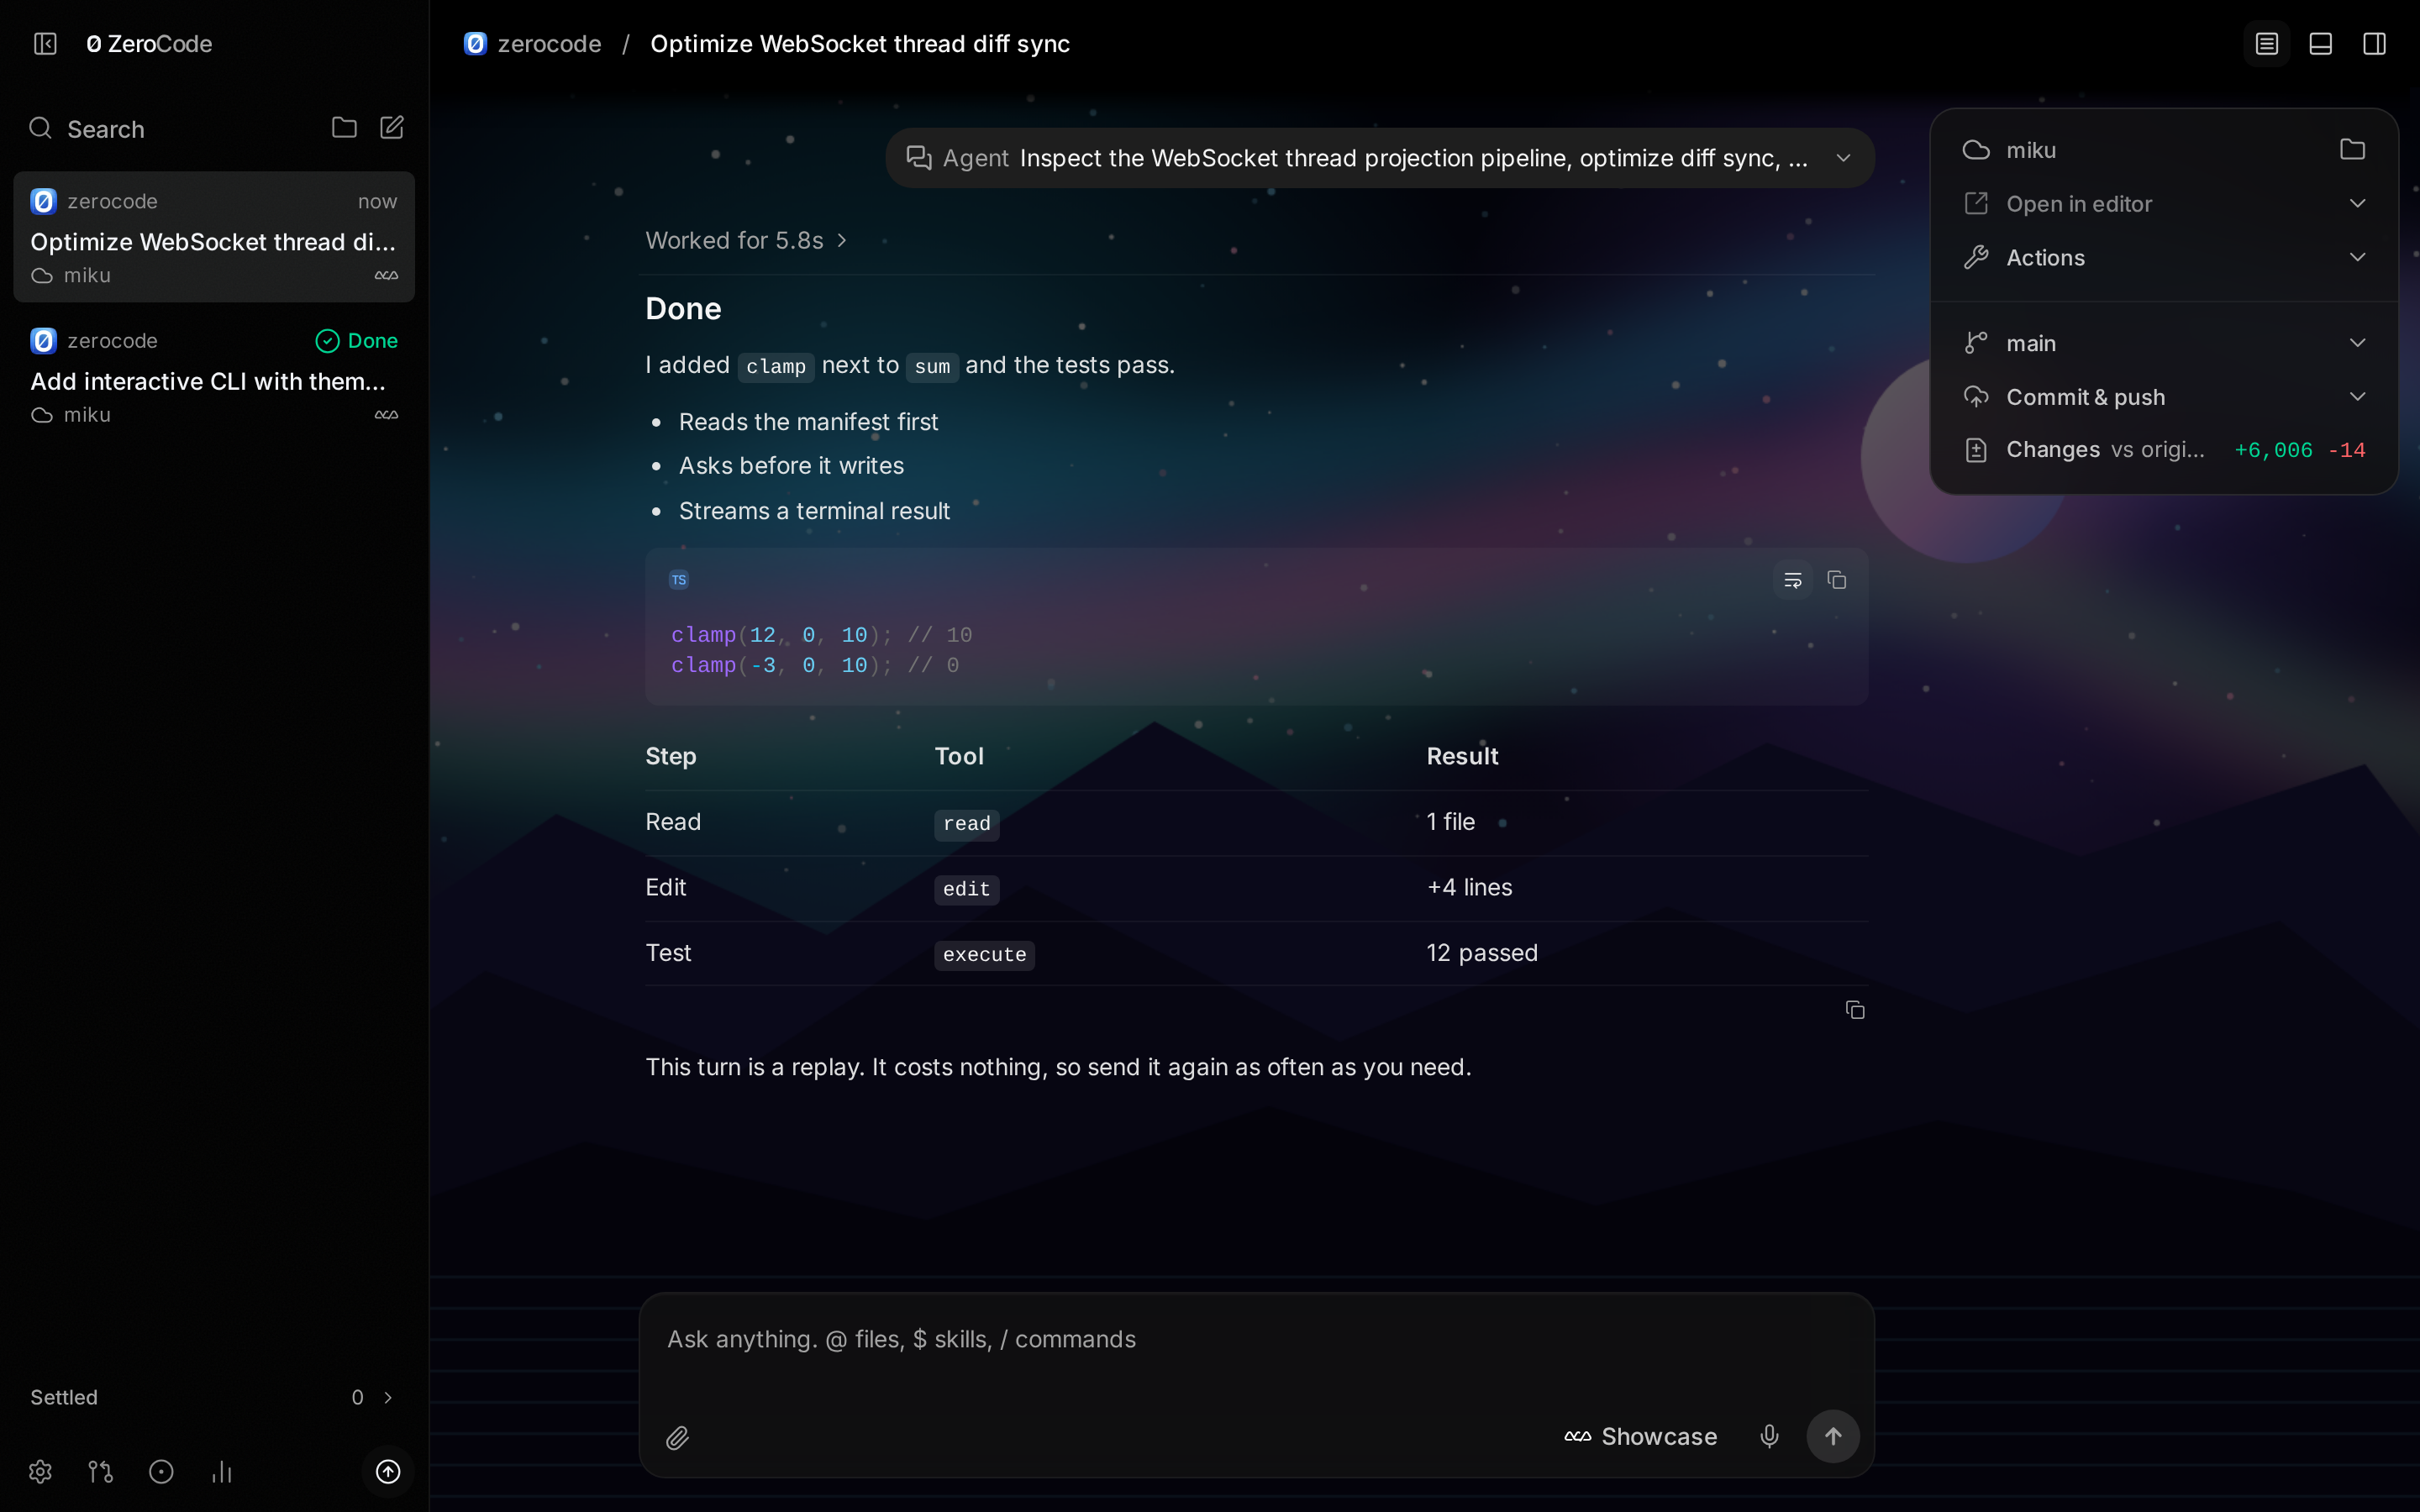 0 ZeroCode
Search
zerocode now
Optimize WebSocket thread di...
miku
zerocode Done
Add interactive CLI with them...
miku
Settled 0
zerocode / Optimize WebSocket thread diff sync
Agent Inspect the WebSocket thread projection pipeline, optimize diff sync, ...
Worked for 5.8s
Done
I added clamp next to sum and the tests pass.
• Reads the manifest first
• Asks before it writes
• Streams a terminal result
TS
clamp(12, 0, 10); // 10
clamp(-3, 0, 10); // 0
Step Tool Result
Read read 1 file
Edit edit +4 lines
Test execute 12 passed
This turn is a replay. It costs nothing, so send it again as often as you need.
Ask anything. @ files, $ skills, / commands
Showcase
miku
Open in editor
Actions
main
Commit & push
Changes vs origi... +6,006 -14